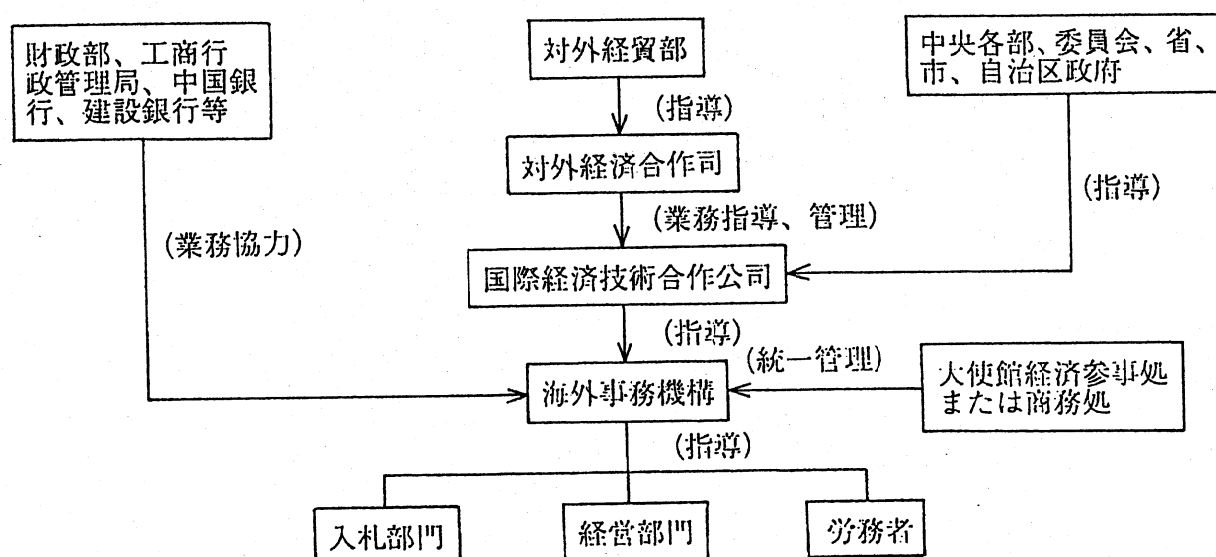 財政部、工商行
政管理局、中国銀
行、建設銀行等
対外経貿部
中央各部、委員会、省、
市、自治区政府
(指導)
対外経済合作司
(指導)
(業務指導、管理)
(業務協力)
国際経済技術合作公司
(指導)
(統一管理)
海外事務機構
大使館経済参事処
または商務処
(指導)
入札部門
経営部門
労務者